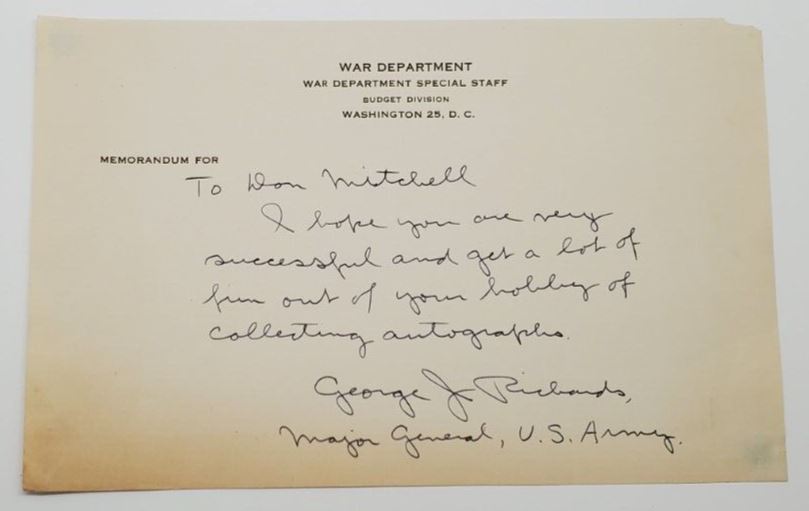 WAR DEPARTMENT
WAR DEPARTMENT SPECIAL STAFF
BUDGET DIVISION
WASHINGTON 25, D. C.
MEMORANDUM FOR
To Don Mitchell
I hope you are very
successful and get a lot of
fun out of your hobby of
collecting autographs.
George J Richards,
Major General, U.S. Army.